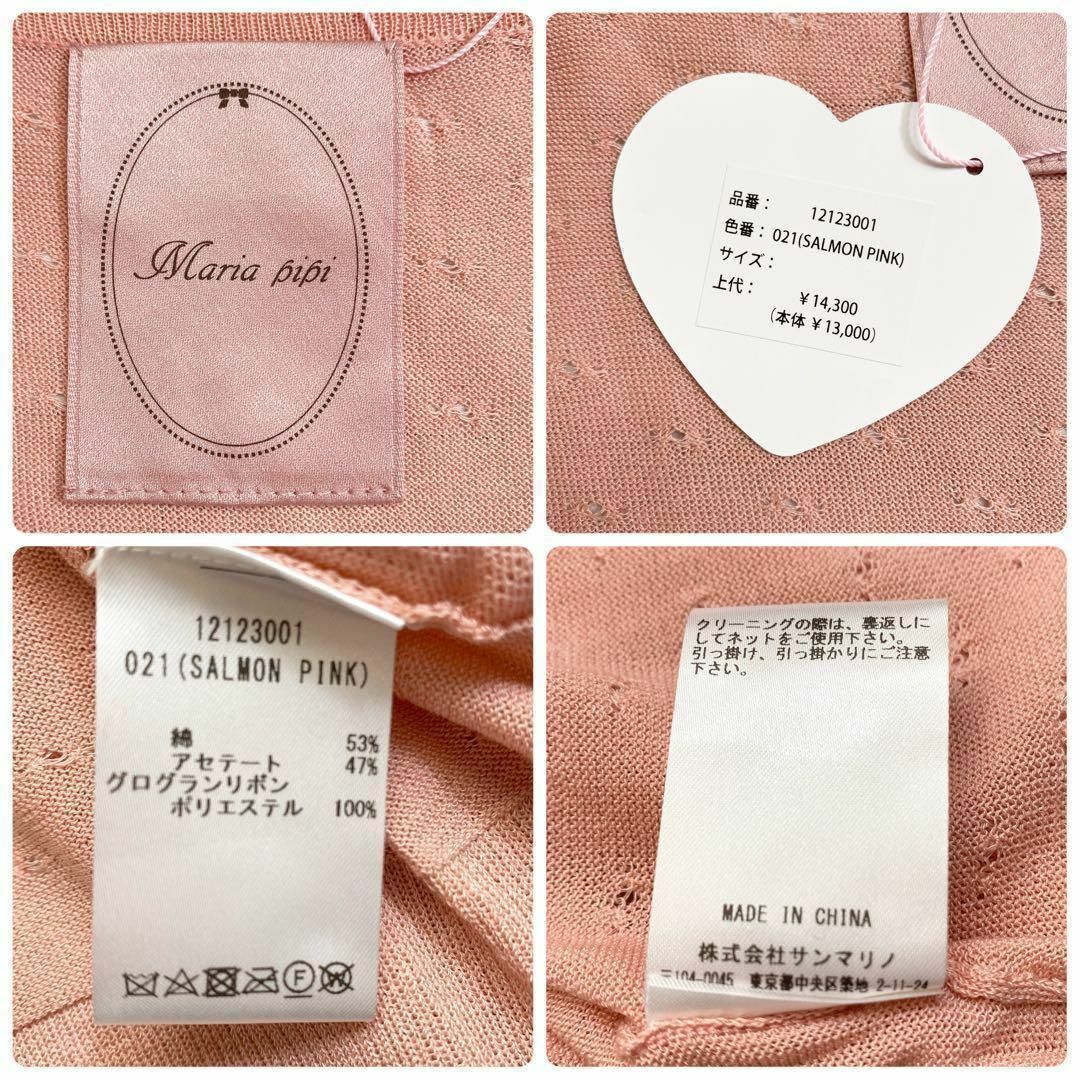 Maria pipi
品番： 12123001
色番： 021(SALMON PINK)
サイズ：
上代： ￥14,300
（本体 ￥13,000）
12123001
021(SALMON PINK)
綿 53%
アセテート 47%
グログランリボン
ポリエステル 100%
クリーニングの際は、裏返しに
してネットをご使用下さい。
引っ掛け、引っ掛かりにご注意
下さい。
MADE IN CHINA
株式会社サンマリノ
〒104-0045 東京都中央区築地 2-11-24